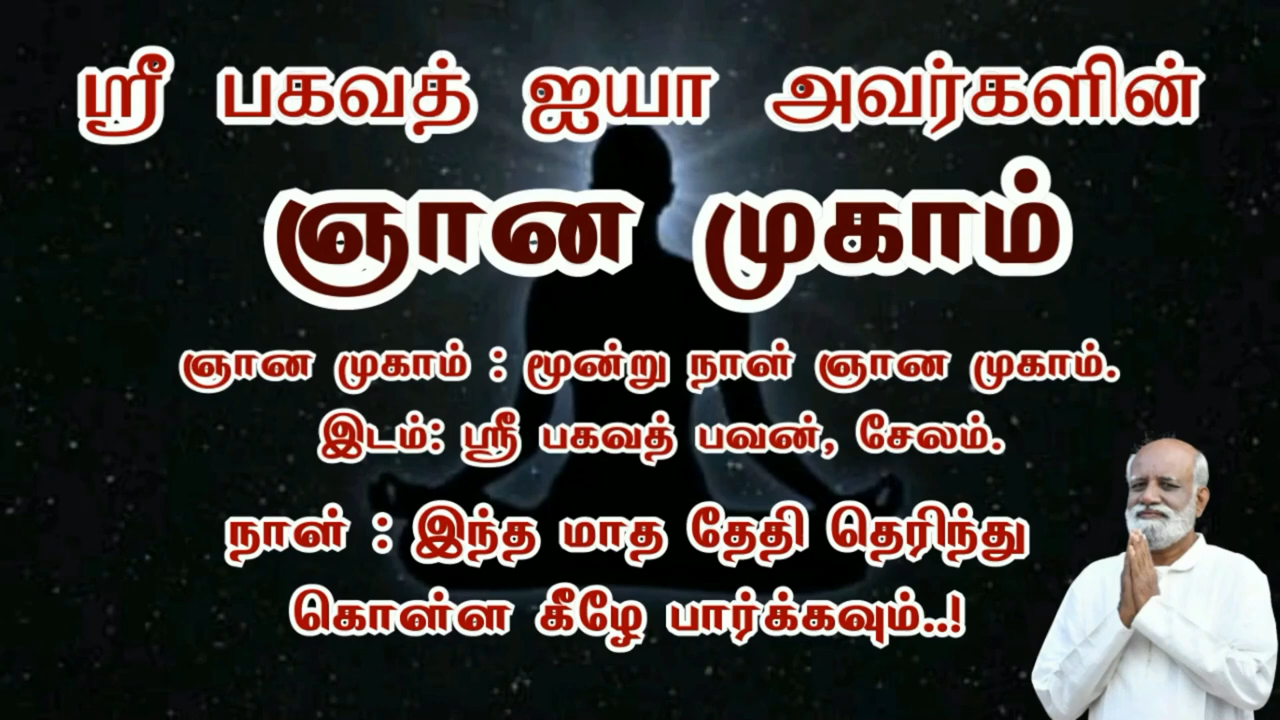 ஸ்ரீ பகவத் ஐயா அவர்களின்
ஞான முகாம்
ஞான முகாம் : மூன்று நாள் ஞான முகாம்.
இடம்: ஸ்ரீ பகவத் பவன், சேலம்.
நாள் : இந்த மாத தேதி தெரிந்து
கொள்ள கீழே பார்க்கவும்..!